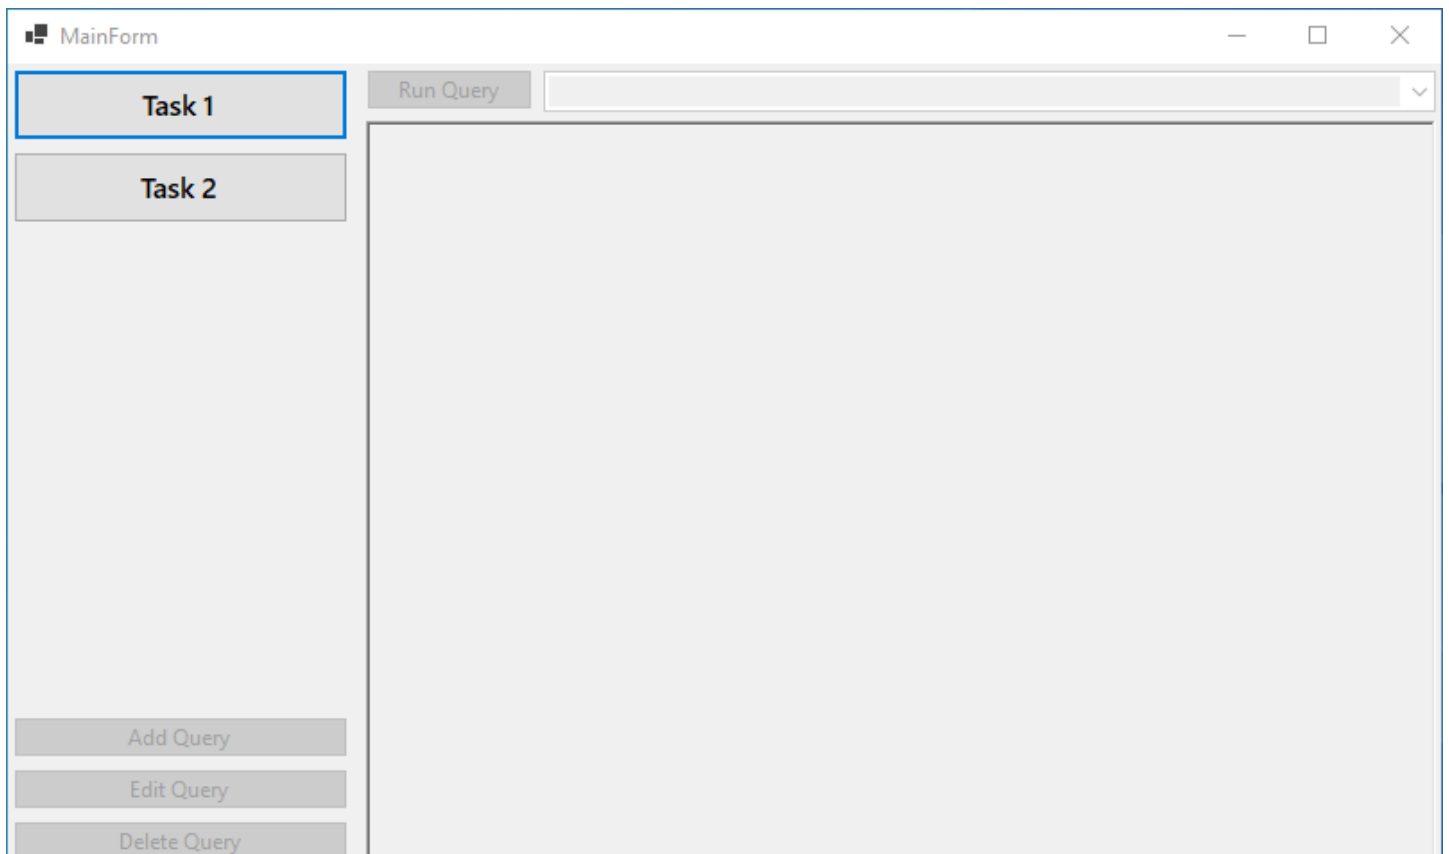 MainForm
Task 1
Run Query
Task 2
Add Query
Edit Query
Delete Query